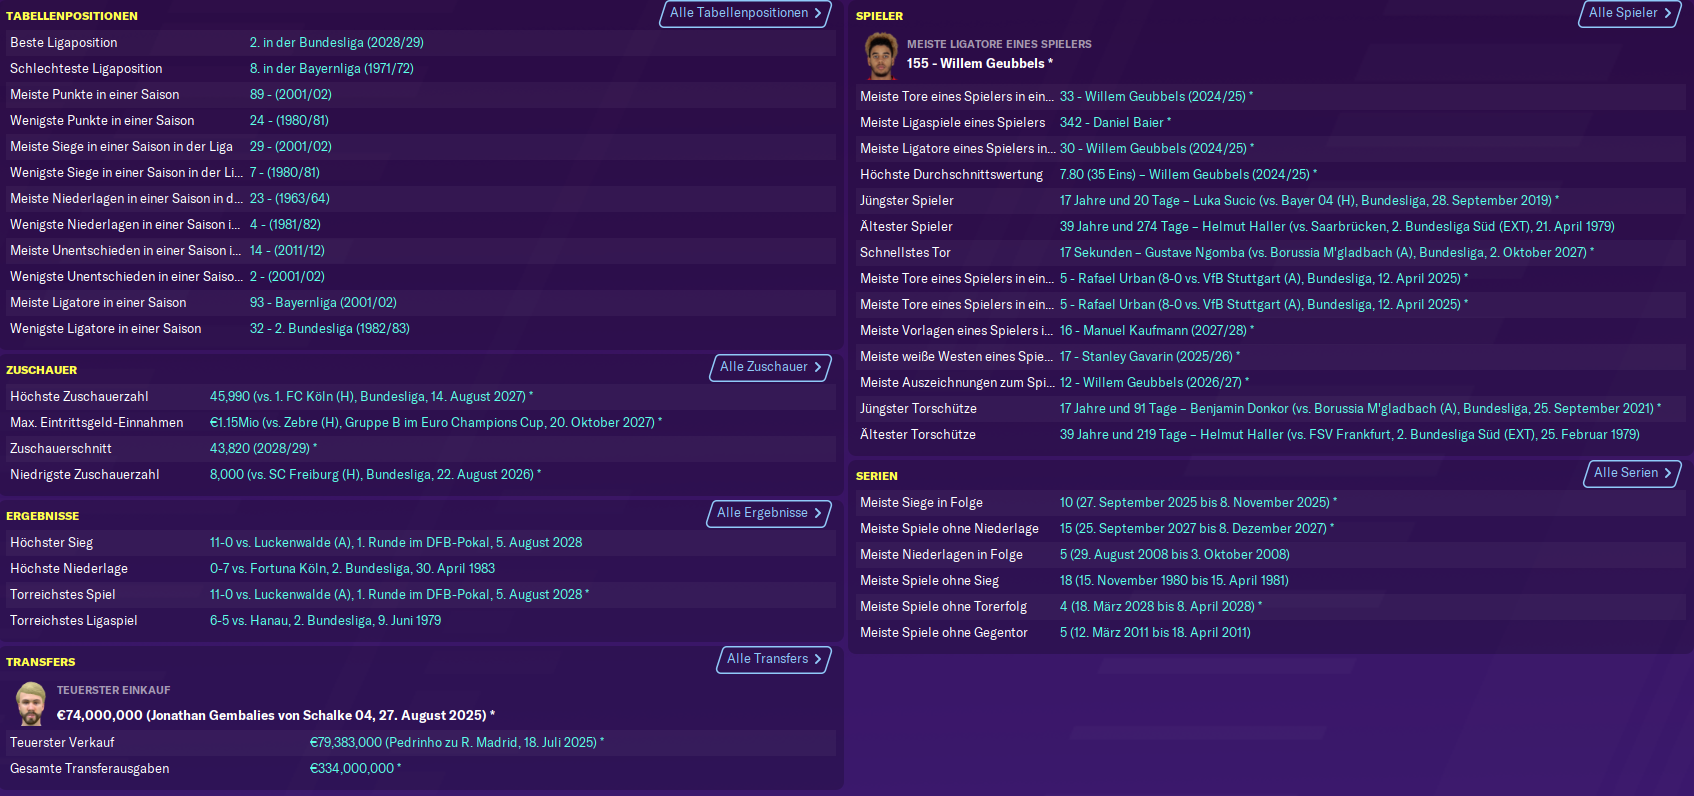 TABELLENPOSITIONEN
Alle Tabellenpositionen
Beste Ligaposition 2. in der Bundesliga (2028/29)
Schlechteste Ligaposition 8. in der Bayernliga (1971/72)
Meiste Punkte in einer Saison 89 - (2001/02)
Wenigste Punkte in einer Saison 24 - (1980/81)
Meiste Siege in einer Saison in der Liga 29 - (2001/02)
Wenigste Siege in einer Saison in der Li... 7 - (1980/81)
Meiste Niederlagen in einer Saison in d... 23 - (1963/64)
Wenigste Niederlagen in einer Saison i... 4 - (1981/82)
Meiste Unentschieden in einer Saison i... 14 - (2011/12)
Wenigste Unentschieden in einer Saiso... 2 - (2001/02)
Meiste Ligatore in einer Saison 93 - Bayernliga (2001/02)
Wenigste Ligatore in einer Saison 32 - 2. Bundesliga (1982/83)
ZUSCHAUER
Alle Zuschauer
Höchste Zuschauerzahl 45,990 (vs. 1. FC Köln (H), Bundesliga, 14. August 2027) *
Max. Eintrittsgeld-Einnahmen €1.15Mio (vs. Zebre (H), Gruppe B im Euro Champions Cup, 20. Oktober 2027) *
Zuschauerschnitt 43,820 (2028/29) *
Niedrigste Zuschauerzahl 8,000 (vs. SC Freiburg (H), Bundesliga, 22. August 2026) *
ERGEBNISSE
Alle Ergebnisse
Höchster Sieg 11-0 vs. Luckenwalde (A), 1. Runde im DFB-Pokal, 5. August 2028
Höchste Niederlage 0-7 vs. Fortuna Köln, 2. Bundesliga, 30. April 1983
Torreichstes Spiel 11-0 vs. Luckenwalde (A), 1. Runde im DFB-Pokal, 5. August 2028 *
Torreichstes Ligaspiel 6-5 vs. Hanau, 2. Bundesliga, 9. Juni 1979
TRANSFERS
Alle Transfers
TEUERSTER EINKAUF
€74,000,000 (Jonathan Gembalies von Schalke 04, 27. August 2025) *
Teuerster Verkauf €79,383,000 (Pedrinho zu R. Madrid, 18. Juli 2025) *
Gesamte Transferausgaben €334,000,000 *
SPIELER
Alle Spieler
MEISTE LIGATORE EINES SPIELERS
155 - Willem Geubbels *
Meiste Tore eines Spielers in ein... 33 - Willem Geubbels (2024/25) *
Meiste Ligaspiele eines Spielers 342 - Daniel Baier *
Meiste Ligatore eines Spielers in... 30 - Willem Geubbels (2024/25) *
Höchste Durchschnittswertung 7.80 (35 Eins) – Willem Geubbels (2024/25) *
Jüngster Spieler 17 Jahre und 20 Tage – Luka Sucic (vs. Bayer 04 (H), Bundesliga, 28. September 2019) *
Ältester Spieler 39 Jahre und 274 Tage – Helmut Haller (vs. Saarbrücken, 2. Bundesliga Süd (EXT), 21. April 1979)
Schnellstes Tor 17 Sekunden – Gustave Ngomba (vs. Borussia M'gladbach (A), Bundesliga, 2. Oktober 2027) *
Meiste Tore eines Spielers in ein... 5 - Rafael Urban (8-0 vs. VfB Stuttgart (A), Bundesliga, 12. April 2025) *
Meiste Tore eines Spielers in ein... 5 - Rafael Urban (8-0 vs. VfB Stuttgart (A), Bundesliga, 12. April 2025) *
Meiste Vorlagen eines Spielers i... 16 - Manuel Kaufmann (2027/28) *
Meiste weiße Westen eines Spie... 17 - Stanley Gavarin (2025/26) *
Meiste Auszeichnungen zum Spi... 12 - Willem Geubbels (2026/27) *
Jüngster Torschütze 17 Jahre und 91 Tage – Benjamin Donkor (vs. Borussia M'gladbach (A), Bundesliga, 25. September 2021) *
Ältester Torschütze 39 Jahre und 219 Tage – Helmut Haller (vs. FSV Frankfurt, 2. Bundesliga Süd (EXT), 25. Februar 1979)
SERIEN
Alle Serien
Meiste Siege in Folge 10 (27. September 2025 bis 8. November 2025) *
Meiste Spiele ohne Niederlage 15 (25. September 2027 bis 8. Dezember 2027) *
Meiste Niederlagen in Folge 5 (29. August 2008 bis 3. Oktober 2008)
Meiste Spiele ohne Sieg 18 (15. November 1980 bis 15. April 1981)
Meiste Spiele ohne Torerfolg 4 (18. März 2028 bis 8. April 2028) *
Meiste Spiele ohne Gegentor 5 (12. März 2011 bis 18. April 2011)